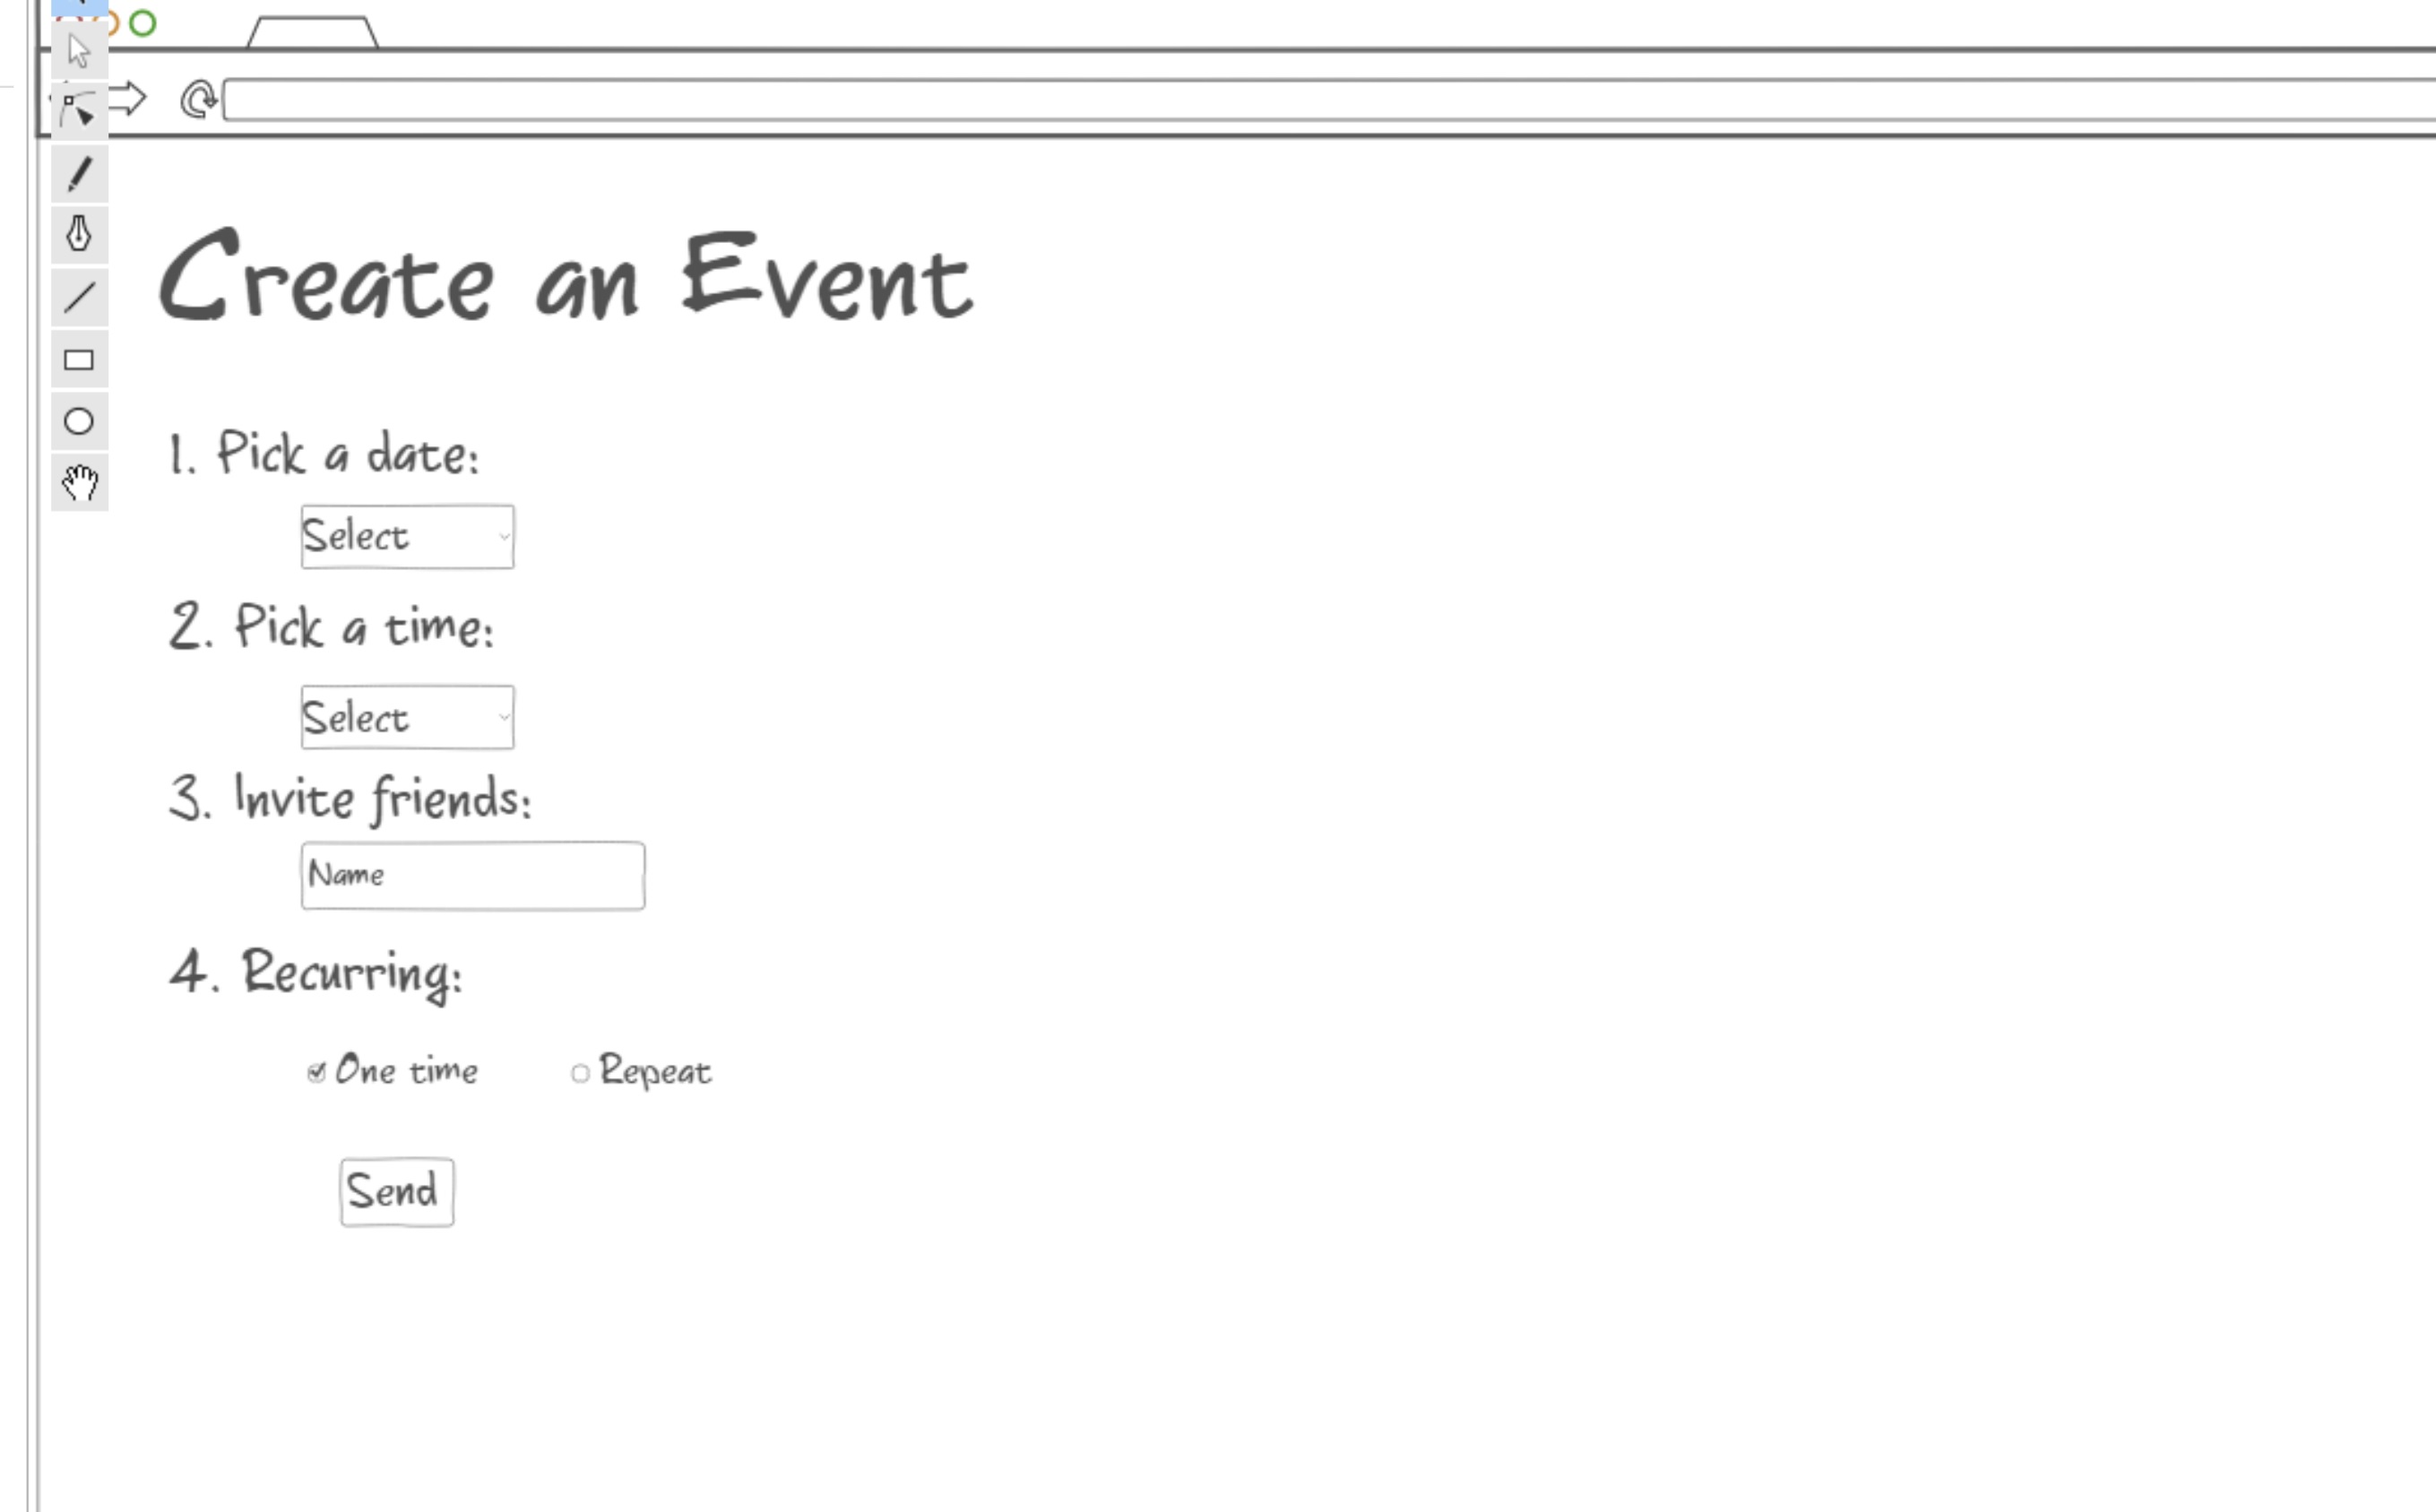 Create an Event
1. Pick a date:
Select
2. Pick a time:
Select
3. Invite friends:
Name
4. Recurring:
One time Repeat
Send